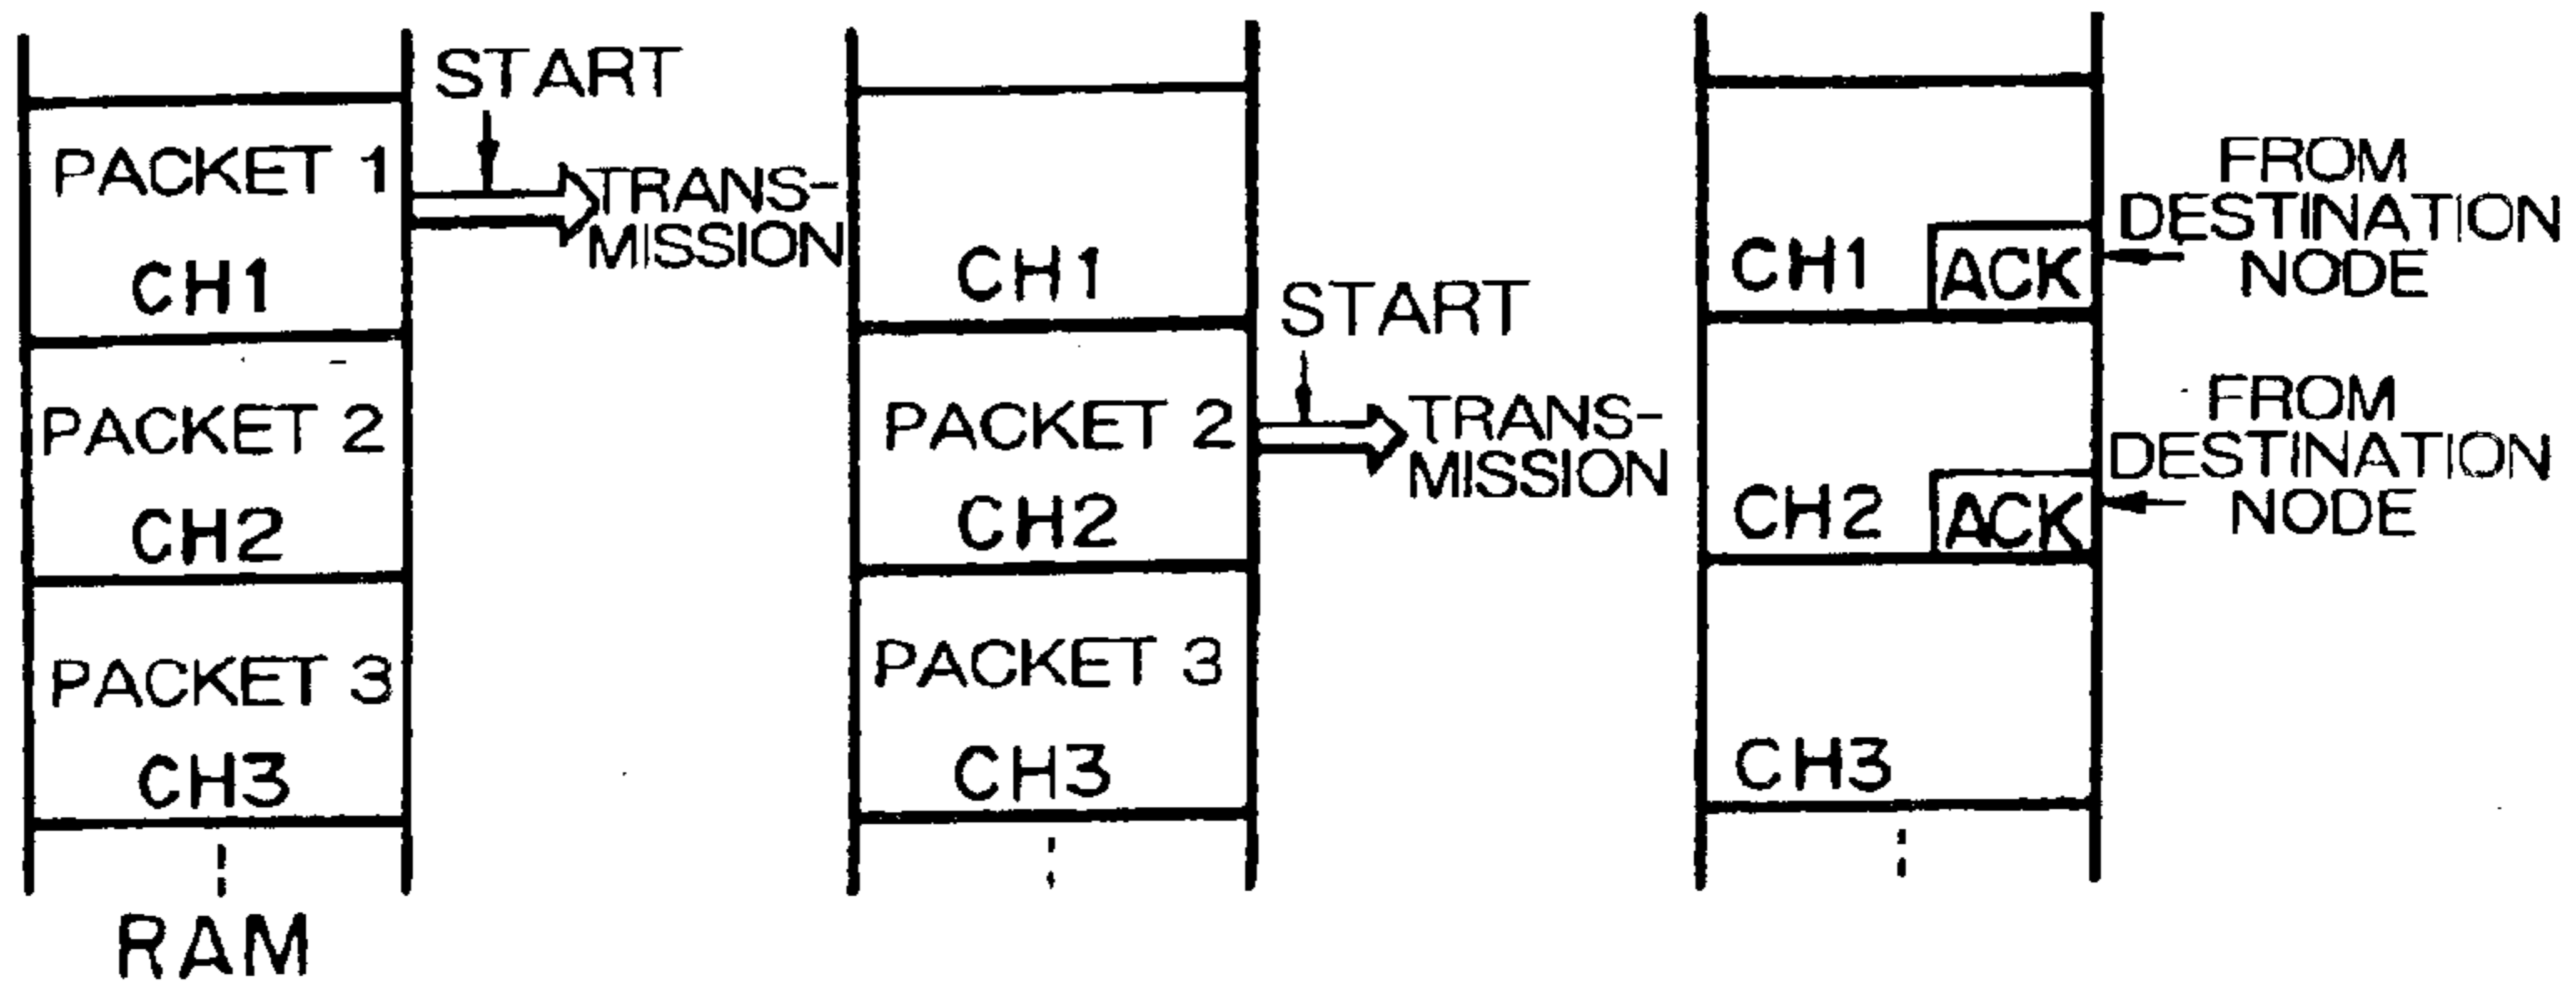 START
PACKET 1
TRANS-
MISSION
CH1
PACKET 2
CH2
PACKET 3
CH3
RAM
CH1
START
PACKET 2
TRANS-
MISSION
CH2
PACKET 3
CH3
FROM
DESTINATION
NODE
CH1 ACK
FROM
DESTINATION
NODE
CH2 ACK
CH3